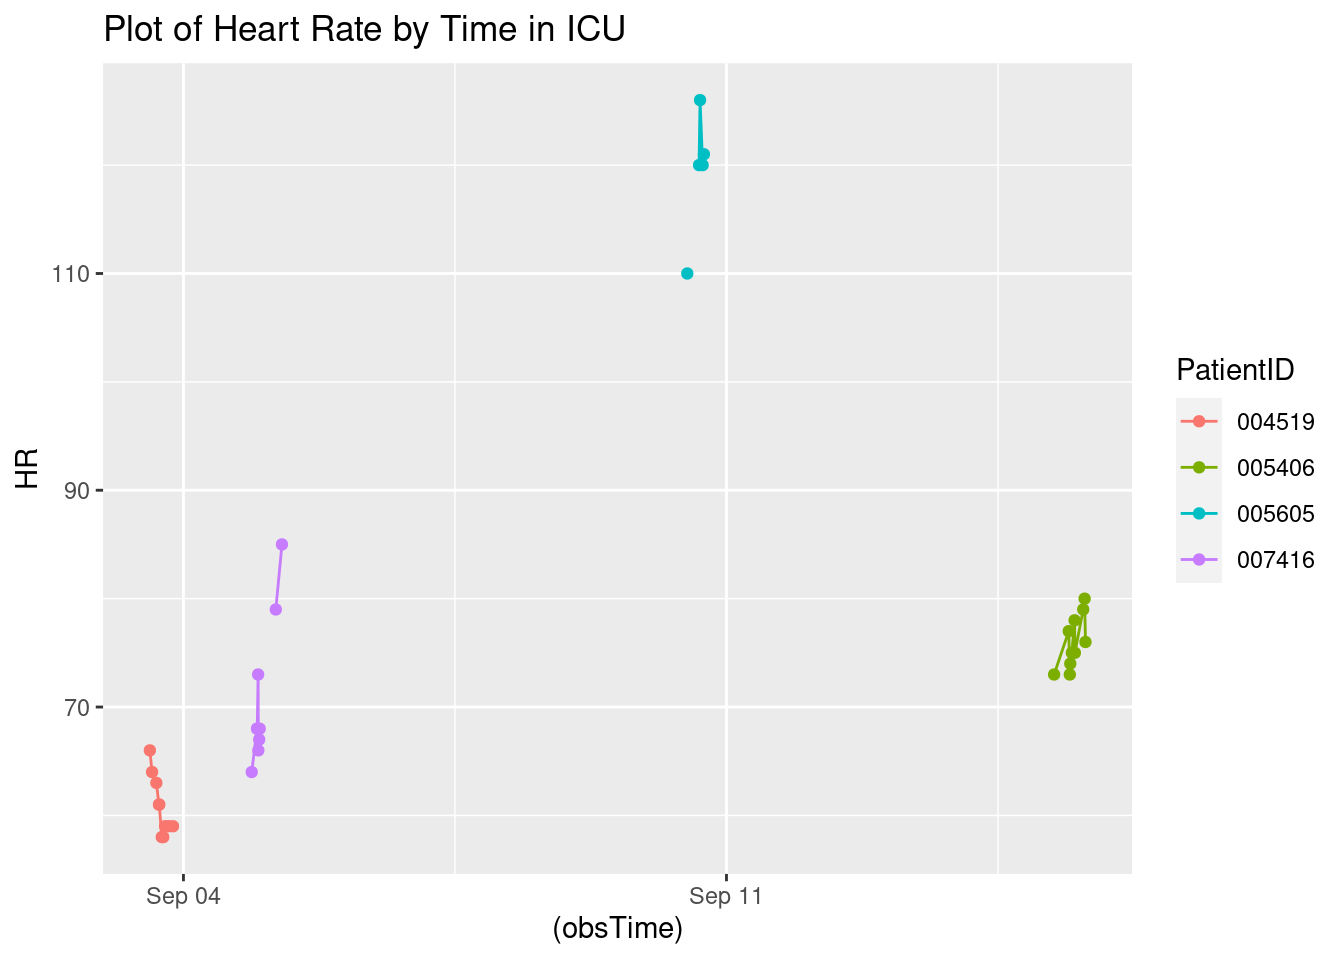 Plot of Heart Rate by Time in ICU
110
90
70
HR
Sep 04
Sep 11
(obsTime)
PatientID
004519
005406
005605
007416